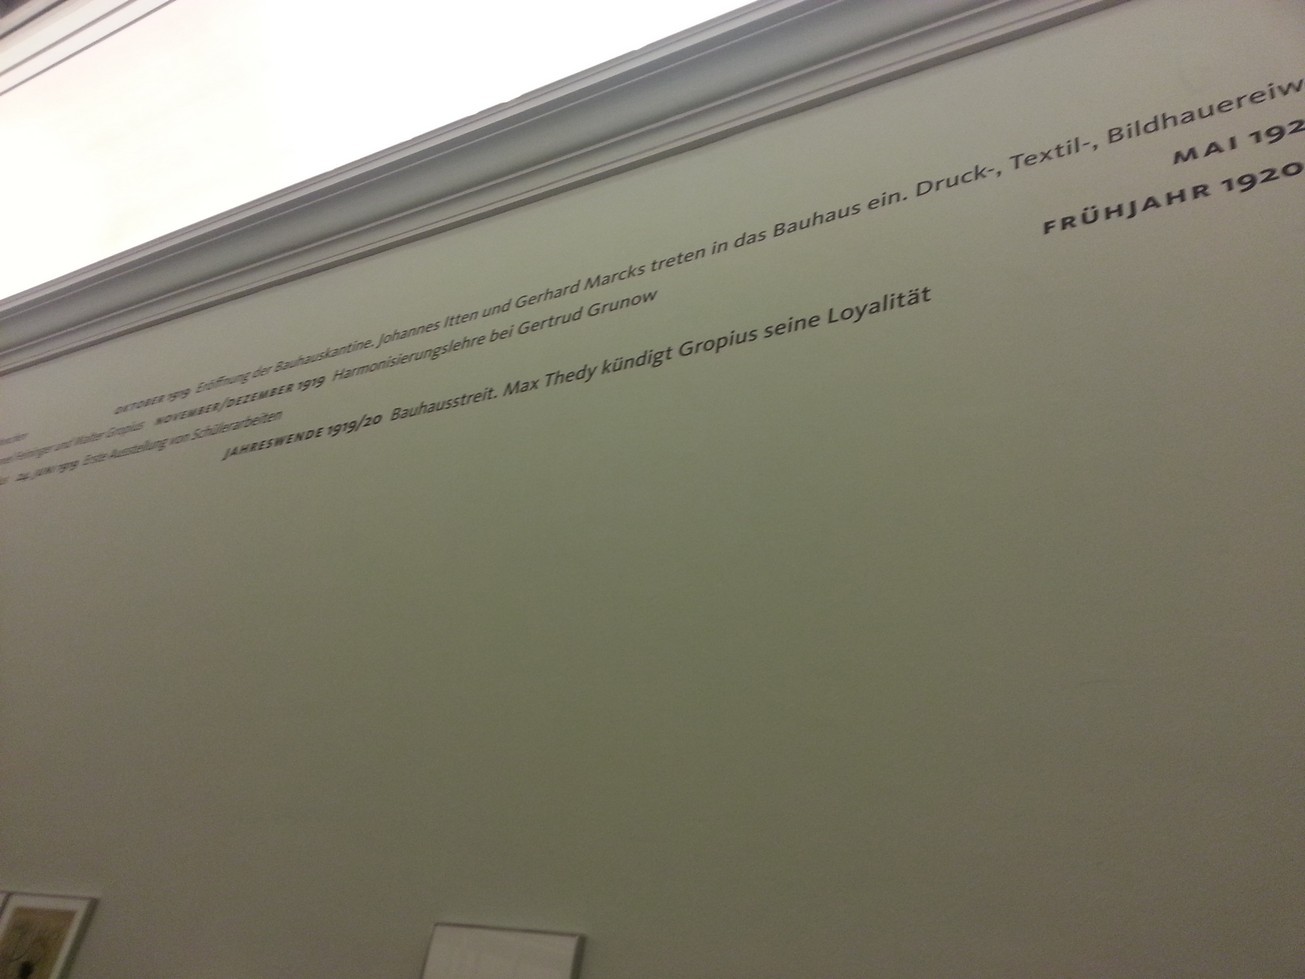 OKTOBER 1919 Eröffnung der Bauhauskantine. Johannes Itten und Gerhard Marcks treten in das Bauhaus ein. Druck-, Textil-, Bildhauereiw
und Walter Gropius NOVEMBER/DEZEMBER 1919 Harmonisierungslehre bei Gertrud Grunow MAI 192
24. JUNI 1919 Erste Ausstellung von Schülerarbeiten FRÜHJAHR 1920
JAHRESWENDE 1919/20 Bauhausstreit. Max Thedy kündigt Gropius seine Loyalität